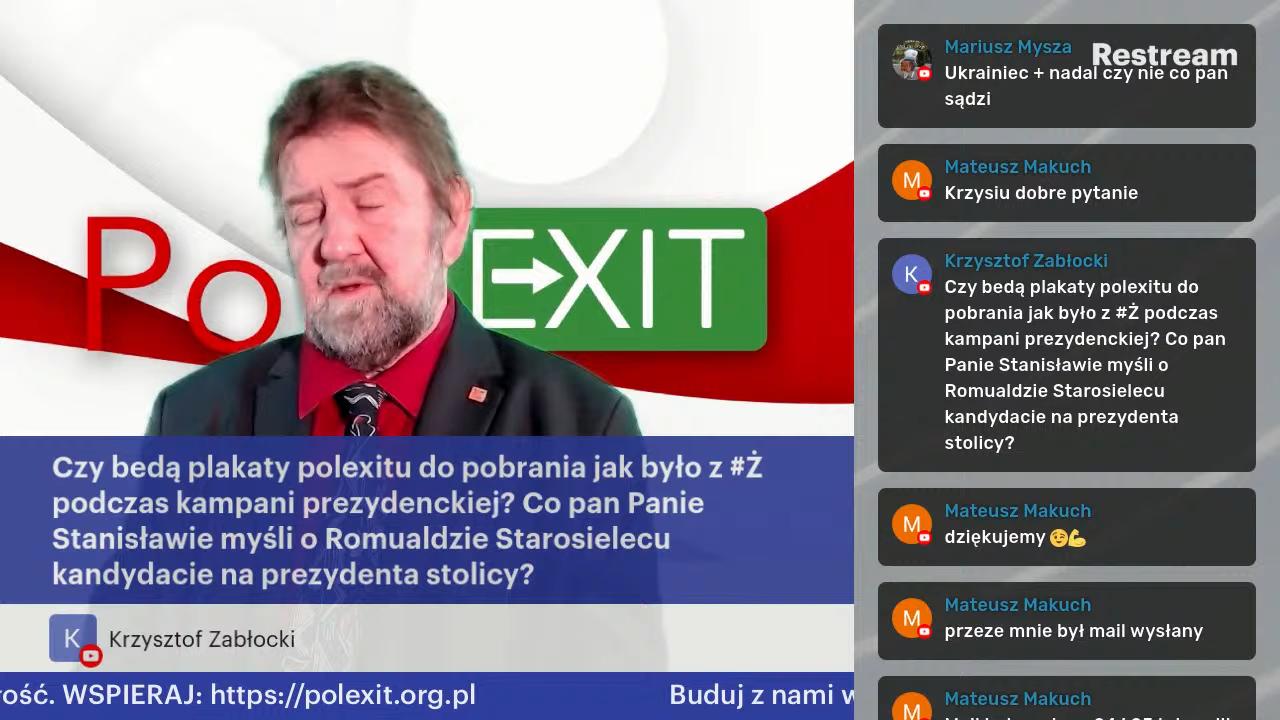 PoLEXIT
Czy bedą plakaty polexitu do pobrania jak było z #Ż
podczas kampani prezydenckiej? Co pan Panie
Stanisławie myśli o Romualdzie Starosielecu
kandydacie na prezydenta stolicy?
K
Krzysztof Zabłocki
rość. WSPIERAJ: https://polexit.org.pl
Buduj z nami w
Restream
Mariusz Mysza
Ukrainiec + nadal czy nie co pan
sądzi
M
Mateusz Makuch
Krzysiu dobre pytanie
K
Krzysztof Zabłocki
Czy bedą plakaty polexitu do
pobrania jak było z #Ż podczas
kampani prezydenckiej? Co pan
Panie Stanisławie myśli o
Romualdzie Starosielecu
kandydacie na prezydenta
stolicy?
M
Mateusz Makuch
dziękujemy 😌💪
M
Mateusz Makuch
przeze mnie był mail wysłany
M
Mateusz Makuch